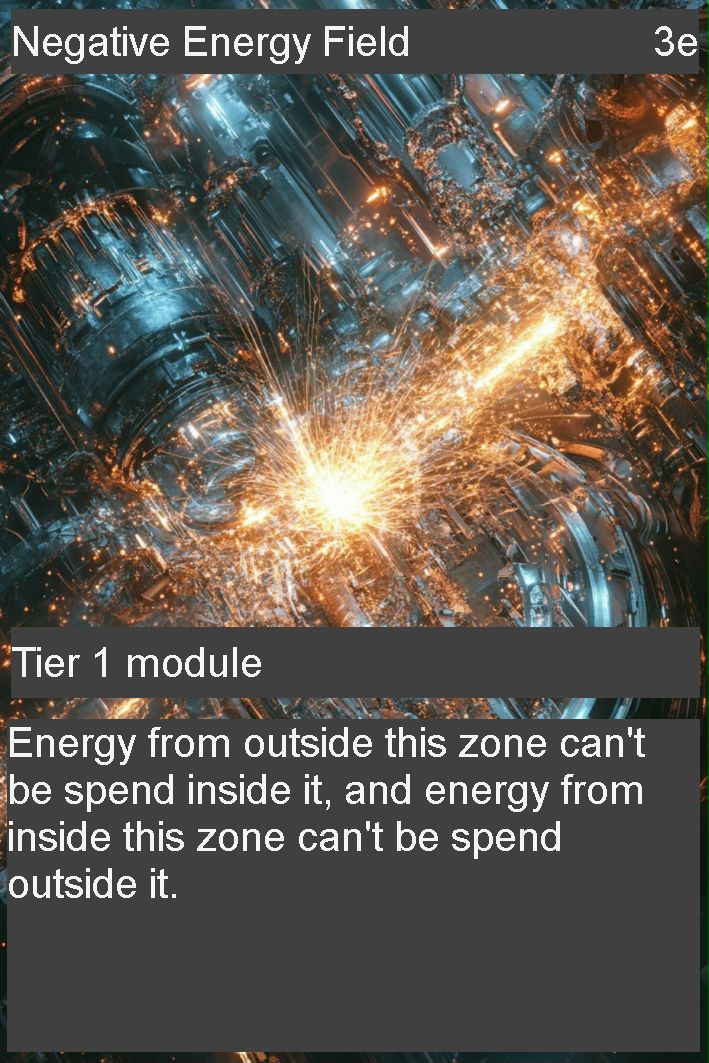 Negative Energy Field 3e
Tier 1 module
Energy from outside this zone can't
be spend inside it, and energy from
inside this zone can't be spend
outside it.